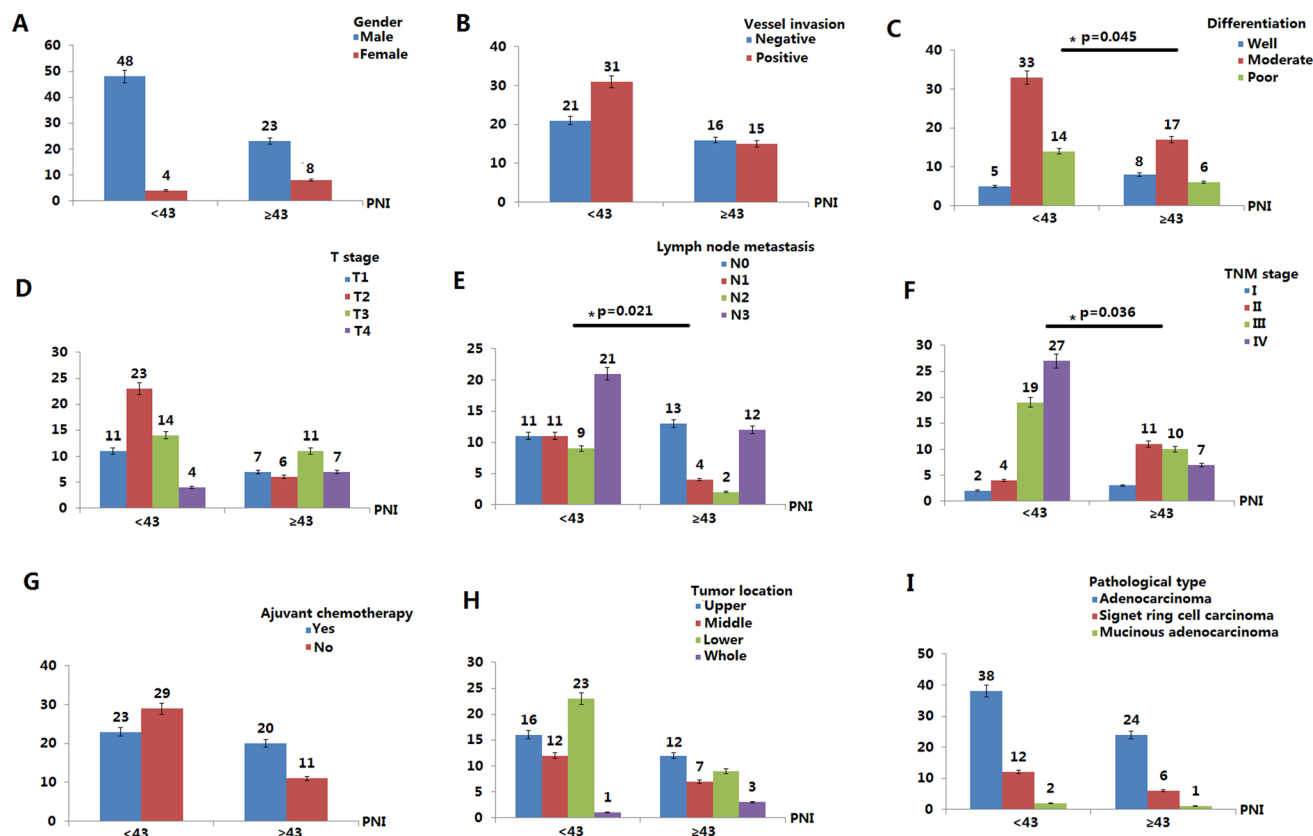 A
Gender
Male
Female
60
50
40
30
20
10
0
48
4
23
8
<43
≥43
PNI
B
Vessel invasion
Negative
Positive
40
30
20
10
0
21
31
16
15
<43
≥43
PNI
C
Differentiation
Well
Moderate
Poor
* p=0.045
40
30
20
10
0
5
33
14
8
17
6
<43
≥43
PNI
D
T stage
T1
T2
T3
T4
30
25
20
15
10
5
0
11
23
14
4
7
6
11
7
<43
≥43
PNI
E
Lymph node metastasis
N0
N1
N2
N3
* p=0.021
25
20
15
10
5
0
11
11
9
21
13
4
2
12
<43
≥43
PNI
F
TNM stage
I
II
III
IV
* p=0.036
30
25
20
15
10
5
0
2
4
19
27
11
10
7
<43
≥43
PNI
G
Ajuvant chemotherapy
Yes
No
40
30
20
10
0
23
29
20
11
<43
≥43
PNI
H
Tumor location
Upper
Middle
Lower
Whole
30
25
20
15
10
5
0
16
12
23
1
12
7
3
<43
≥43
PNI
I
Pathological type
Adenocarcinoma
Signet ring cell carcinoma
Mucinous adenocarcinoma
50
40
30
20
10
0
38
12
2
24
6
1
<43
≥43
PNI